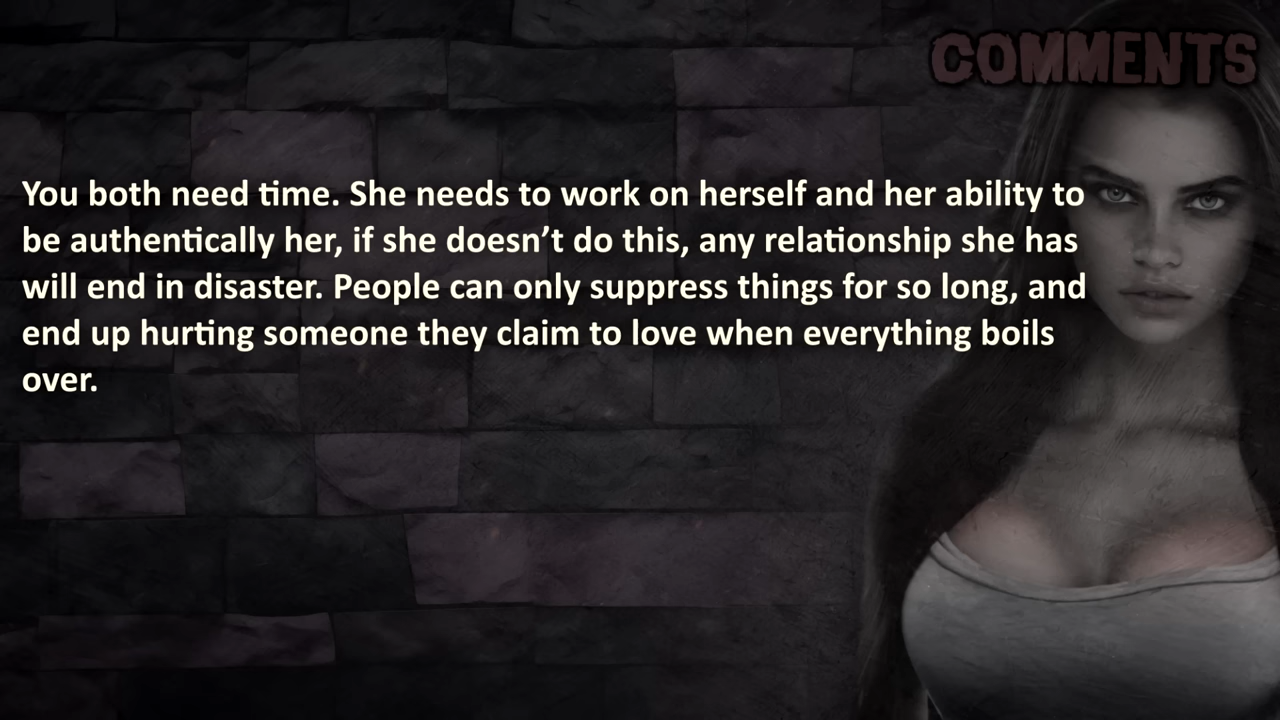 COMMENTS
You both need time. She needs to work on herself and her ability to
be authentically her, if she doesn’t do this, any relationship she has
will end in disaster. People can only suppress things for so long, and
end up hurting someone they claim to love when everything boils
over.